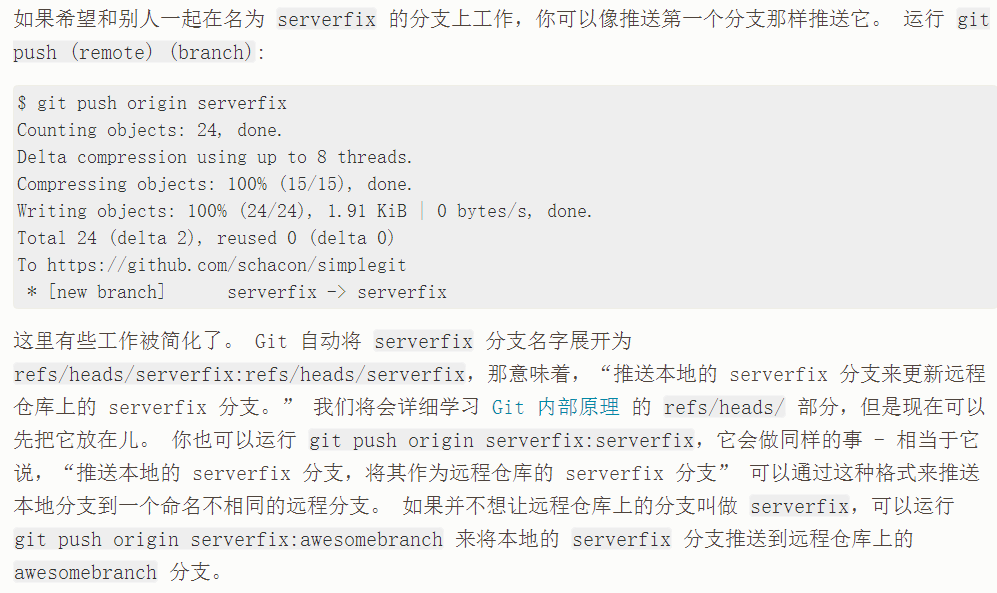 如果希望和别人一起在名为 serverfix 的分支上工作，你可以像推送第一个分支那样推送它。 运行 git
push (remote) (branch):
$ git push origin serverfix
Counting objects: 24, done.
Delta compression using up to 8 threads.
Compressing objects: 100% (15/15), done.
Writing objects: 100% (24/24), 1.91 KiB | 0 bytes/s, done.
Total 24 (delta 2), reused 0 (delta 0)
To https://github.com/schacon/simplegit
 * [new branch]      serverfix -> serverfix
这里有些工作被简化了。 Git 自动将 serverfix 分支名字展开为
refs/heads/serverfix:refs/heads/serverfix，那意味着，“推送本地的 serverfix 分支来更新远程
仓库上的 serverfix 分支。” 我们将会详细学习 Git 内部原理 的 refs/heads/ 部分，但是现在可以
先把它放在儿。 你也可以运行 git push origin serverfix:serverfix，它会做同样的事 - 相当于它
说，“推送本地的 serverfix 分支，将其作为远程仓库的 serverfix 分支” 可以通过这种格式来推送
本地分支到一个命名不相同的远程分支。 如果并不想让远程仓库上的分支叫做 serverfix，可以运行
git push origin serverfix:awesomebranch 来将本地的 serverfix 分支推送到远程仓库上的
awesomebranch 分支。